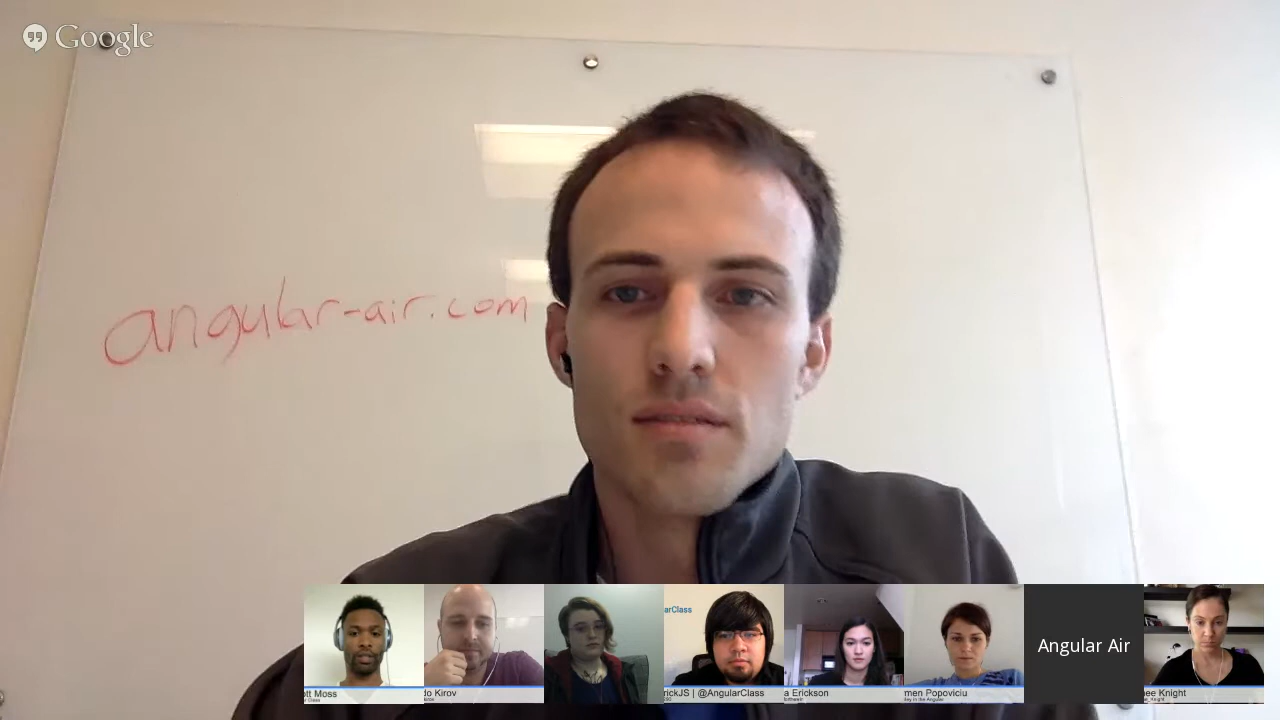 Google
angular-air.com
arClass
ott Moss
do Kirov
rickJS | @AngularClass
a Erickson
men Popoviciu
Angular Air
ee Knight